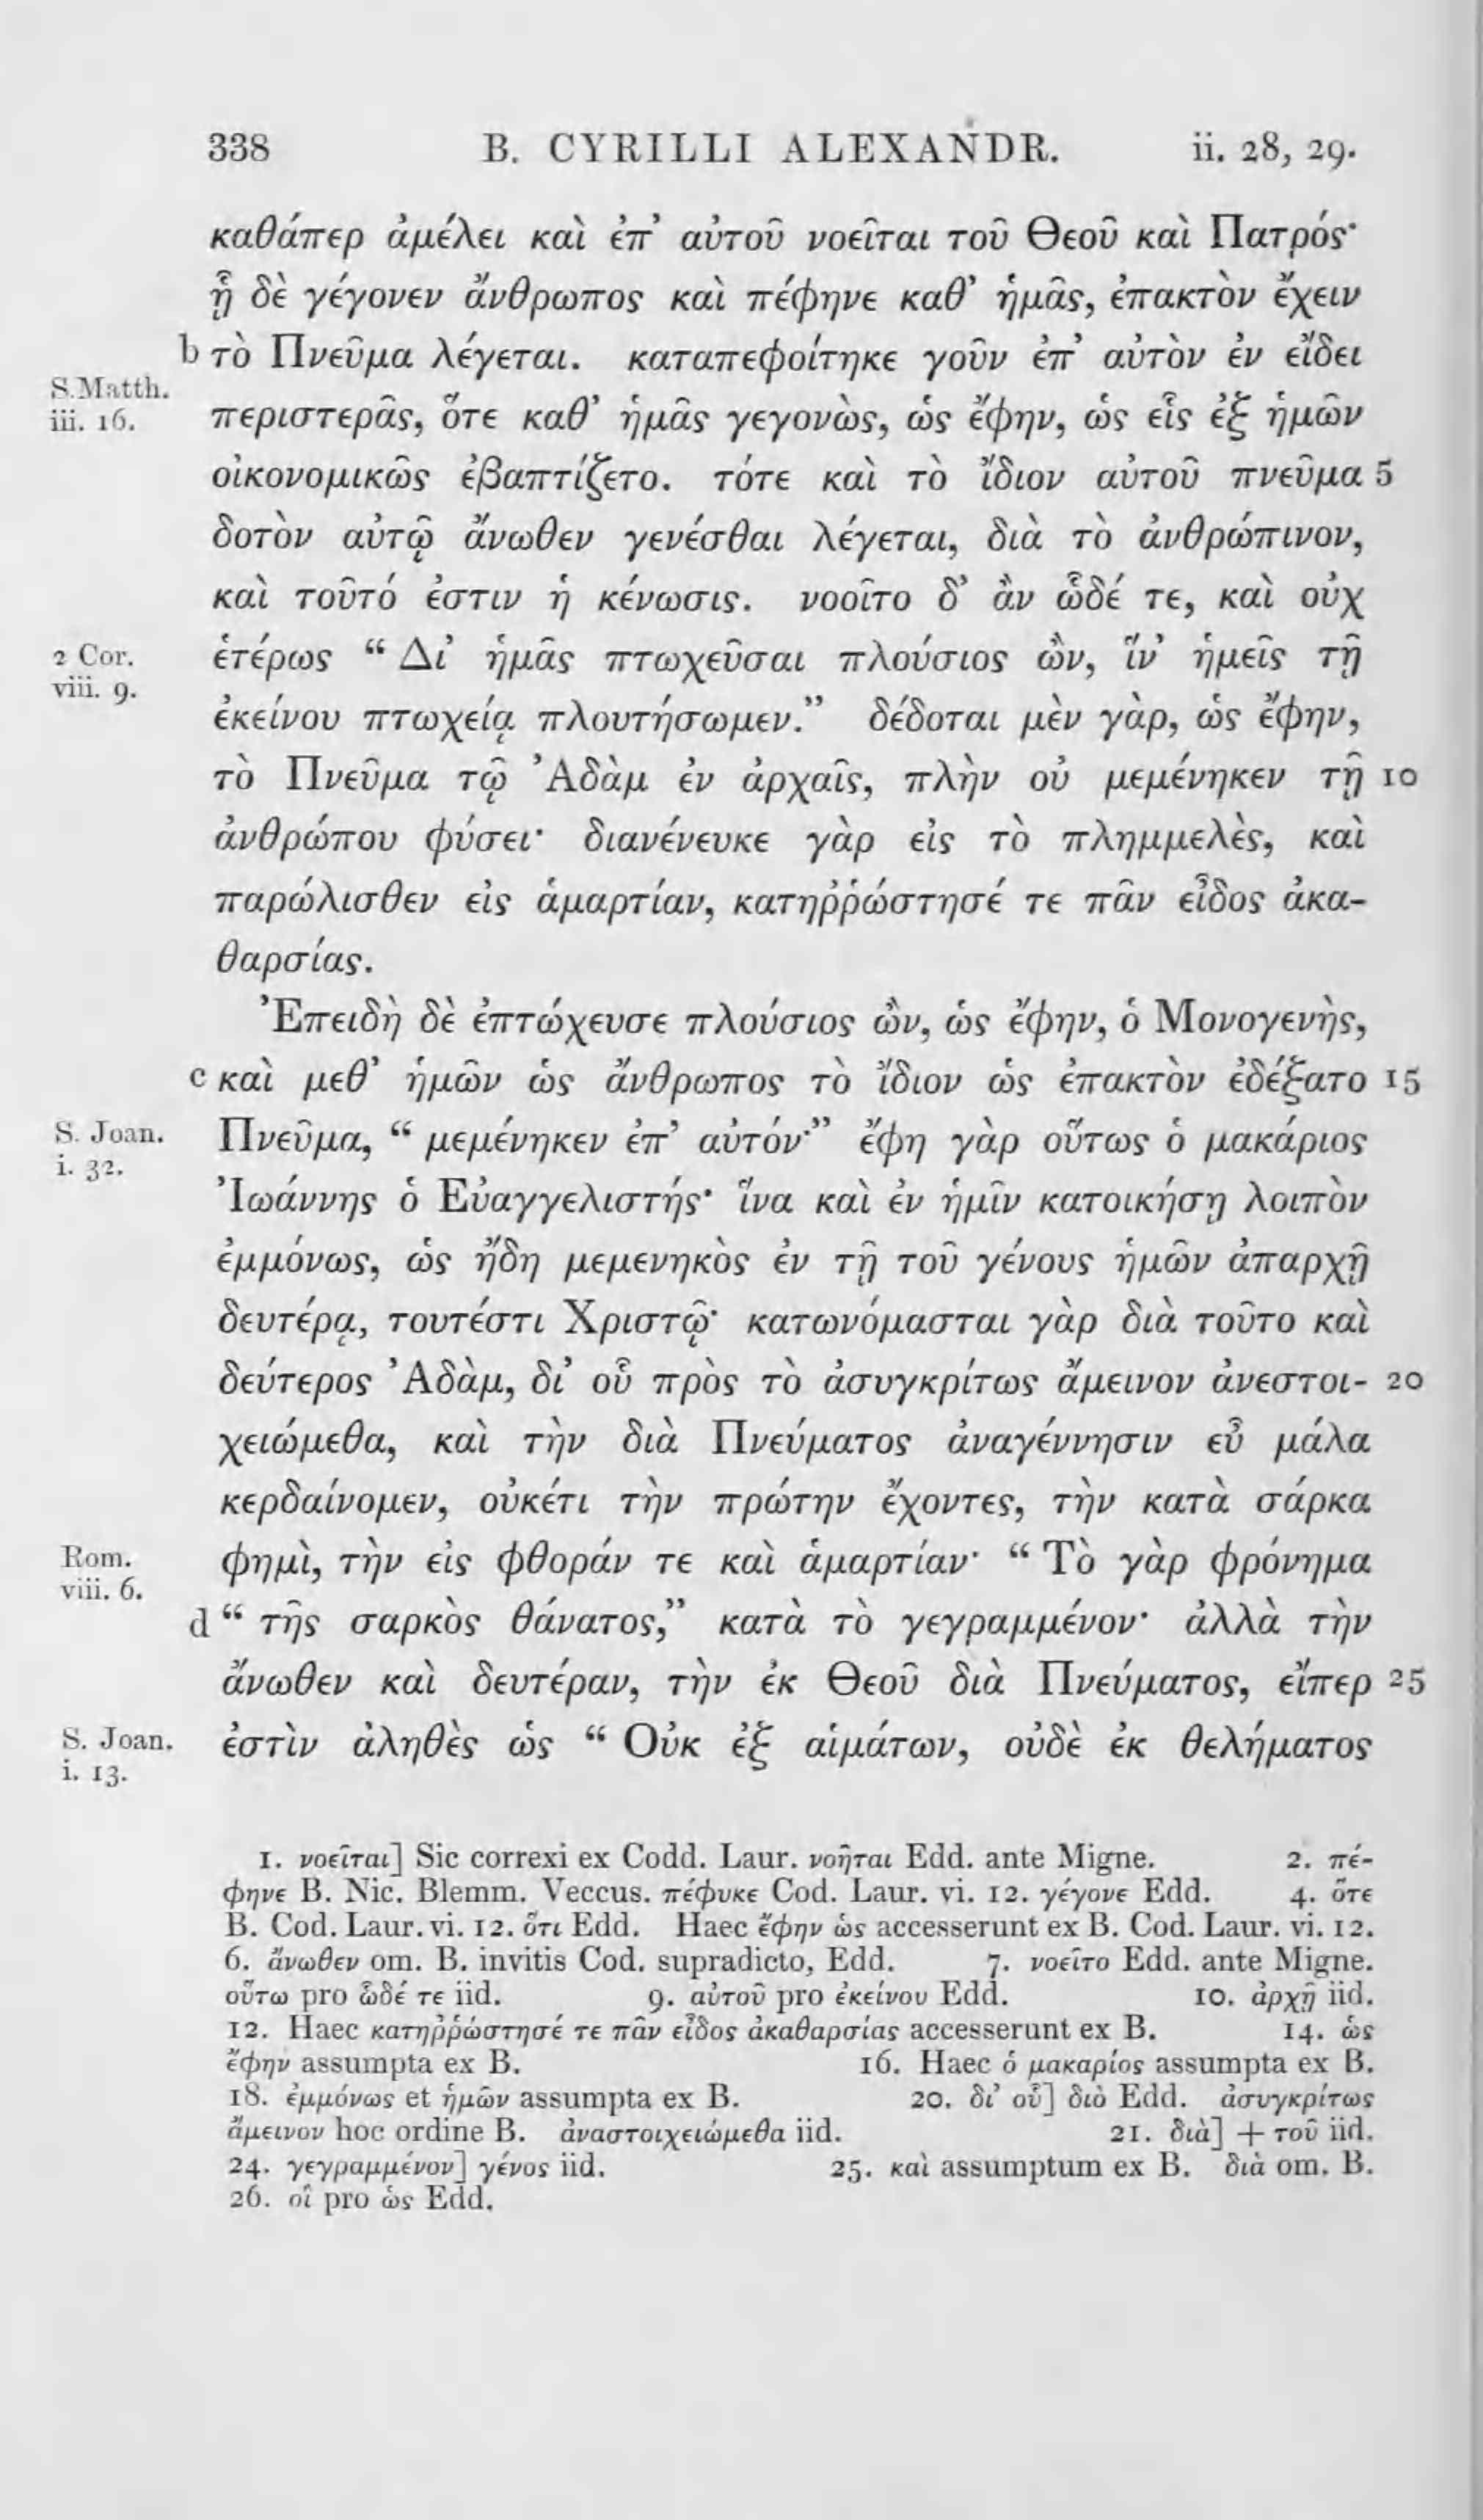 338 B. CYRILLI ALEXANDR. ii. 28, 29.
καθάπερ ἀμέλει καὶ ἐπ’ αὐτοῦ νοεῖται τοῦ Θεοῦ καὶ Πατρός·
ᾗ δὲ γέγονεν ἄνθρωπος καὶ πέφηνε καθ’ ἡμᾶς, ἐπακτὸν ἔχειν
b τὸ Πνεῦμα λέγεται. καταπεφοίτηκε γοῦν ἐπ’ αὐτὸν ἐν εἴδει
S. Matth.
iii. 16.
περιστερᾶς, ὅτε καθ’ ἡμᾶς γεγονὼς, ὡς ἔφην, ὡς εἷς ἐξ ἡμῶν
οἰκονομικῶς ἐβαπτίζετο. τότε καὶ τὸ ἴδιον αὐτοῦ πνεῦμα 5
δοτὸν αὐτῷ ἄνωθεν γενέσθαι λέγεται, διὰ τὸ ἀνθρώπινον,
καὶ τοῦτό ἐστιν ἡ κένωσις. νοοῖτο δ’ ἂν ὧδέ τε, καὶ οὐχ
2 Cor.
viii. 9.
ἑτέρως “ Δι’ ἡμᾶς πτωχεῦσαι πλούσιος ὢν, ἵν’ ἡμεῖς τῇ
ἐκείνου πτωχείᾳ πλουτήσωμεν.” δέδοται μὲν γὰρ, ὡς ἔφην,
τὸ Πνεῦμα τῷ Ἀδὰμ ἐν ἀρχαῖς, πλὴν οὐ μεμένηκεν τῇ 10
ἀνθρώπου φύσει· διανένευκε γὰρ εἰς τὸ πλημμελὲς, καὶ
παρώλισθεν εἰς ἁμαρτίαν, κατηῤῥώστησέ τε πᾶν εἶδος ἀκα-
θαρσίας.
Ἐπειδὴ δὲ ἐπτώχευσε πλούσιος ὢν, ὡς ἔφην, ὁ Μονογενὴς,
c καὶ μεθ’ ἡμῶν ὡς ἄνθρωπος τὸ ἴδιον ὡς ἐπακτὸν ἐδέξατο 15
S. Joan.
i. 32.
Πνεῦμα, “ μεμένηκεν ἐπ’ αὐτόν·” ἔφη γὰρ οὕτως ὁ μακάριος
Ἰωάννης ὁ Εὐαγγελιστής· ἵνα καὶ ἐν ἡμῖν κατοικήσῃ λοιπὸν
ἐμμόνως, ὡς ἤδη μεμενηκὸς ἐν τῇ τοῦ γένους ἡμῶν ἀπαρχῇ
δευτέρᾳ, τουτέστι Χριστῷ· κατωνόμασται γὰρ διὰ τοῦτο καὶ
δεύτερος Ἀδὰμ, δι’ οὗ πρὸς τὸ ἀσυγκρίτως ἄμεινον ἀνεστοι- 20
χειώμεθα, καὶ τὴν διὰ Πνεύματος ἀναγέννησιν εὖ μάλα
κερδαίνομεν, οὐκέτι τὴν πρώτην ἔχοντες, τὴν κατὰ σάρκα
Rom.
viii. 6.
φημὶ, τὴν εἰς φθοράν τε καὶ ἁμαρτίαν· “ Τὸ γὰρ φρόνημα
d “ τῆς σαρκὸς θάνατος,” κατὰ τὸ γεγραμμένον· ἀλλὰ τὴν
ἄνωθεν καὶ δευτέραν, τὴν ἐκ Θεοῦ διὰ Πνεύματος, εἴπερ 25
S. Joan.
i. 13.
ἐστὶν ἀληθὲς ὡς “ Οὐκ ἐξ αἱμάτων, οὐδὲ ἐκ θελήματος
1. νοεῖται] Sic correxi ex Codd. Laur. νοῆται Edd. ante Migne. 2. πέ-
φηνε B. Nic. Blemm. Veccus. πέφυκε Cod. Laur. vi. 12. γέγονε Edd. 4. ὅτε
B. Cod. Laur. vi. 12. ὅτι Edd. Haec ἔφην ὡς accesserunt ex B. Cod. Laur. vi. 12.
6. ἄνωθεν om. B. invitis Cod. supradicto, Edd. 7. νοεῖτο Edd. ante Migne.
οὕτω pro ὧδέ τε iid. 9. αὐτοῦ pro ἐκείνου Edd. 10. ἀρχῇ iid.
12. Haec κατηῤῥώστησέ τε πᾶν εἶδος ἀκαθαρσίας accesserunt ex B. 14. ὡς
ἔφην assumpta ex B. 16. Haec ὁ μακαρίος assumpta ex B.
18. ἐμμόνως et ἡμῶν assumpta ex B. 20. δι’ οὗ] διὸ Edd. ἀσυγκρίτως
ἄμεινον hoc ordine B. ἀναστοιχειώμεθα iid. 21. διὰ] + τοῦ iid.
24. γεγραμμένον] γένος iid. 25. καὶ assumptum ex B. διὰ om. B.
26. οἳ pro ὡς Edd.